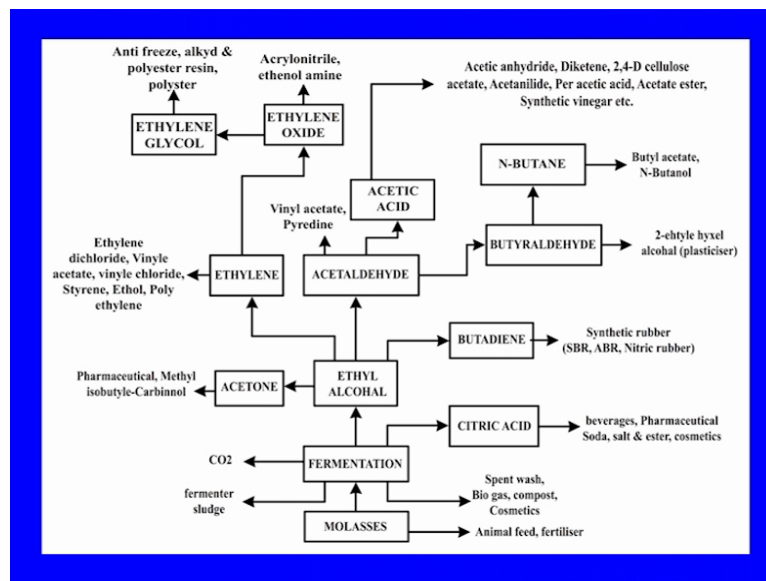 Anti freeze, alkyd &
polyester resin,
polyster
Acrylonitrile,
ethenol amine
Acetic anhydride, Diketene, 2,4-D cellulose
acetate, Acetanilide, Per acetic acid, Acetate ester,
Synthetic vinegar etc.
ETHYLENE
GLYCOL
ETHYLENE
OXIDE
N-BUTANE
Butyl acetate,
N-Butanol
ACETIC
ACID
Vinyl acetate,
Pyredine
Ethylene
dichloride, Vinyle
acetate, vinyle chloride,
Styrene, Ethol, Poly
ethylene
ETHYLENE
ACETALDEHYDE
BUTYRALDEHYDE
2-ehtyle hyxel
alcohal (plasticiser)
BUTADIENE
Synthetic rubber
(SBR, ABR, Nitric rubber)
Pharmaceutical, Methyl
isobutyle-Carbinnol
ACETONE
ETHYL
ALCOHAL
CITRIC ACID
beverages, Pharmaceutical
Soda, salt & ester, cosmetics
CO2
FERMENTATION
fermenter
sludge
Spent wash,
Bio gas, compost,
Cosmetics
MOLASSES
Animal feed, fertiliser